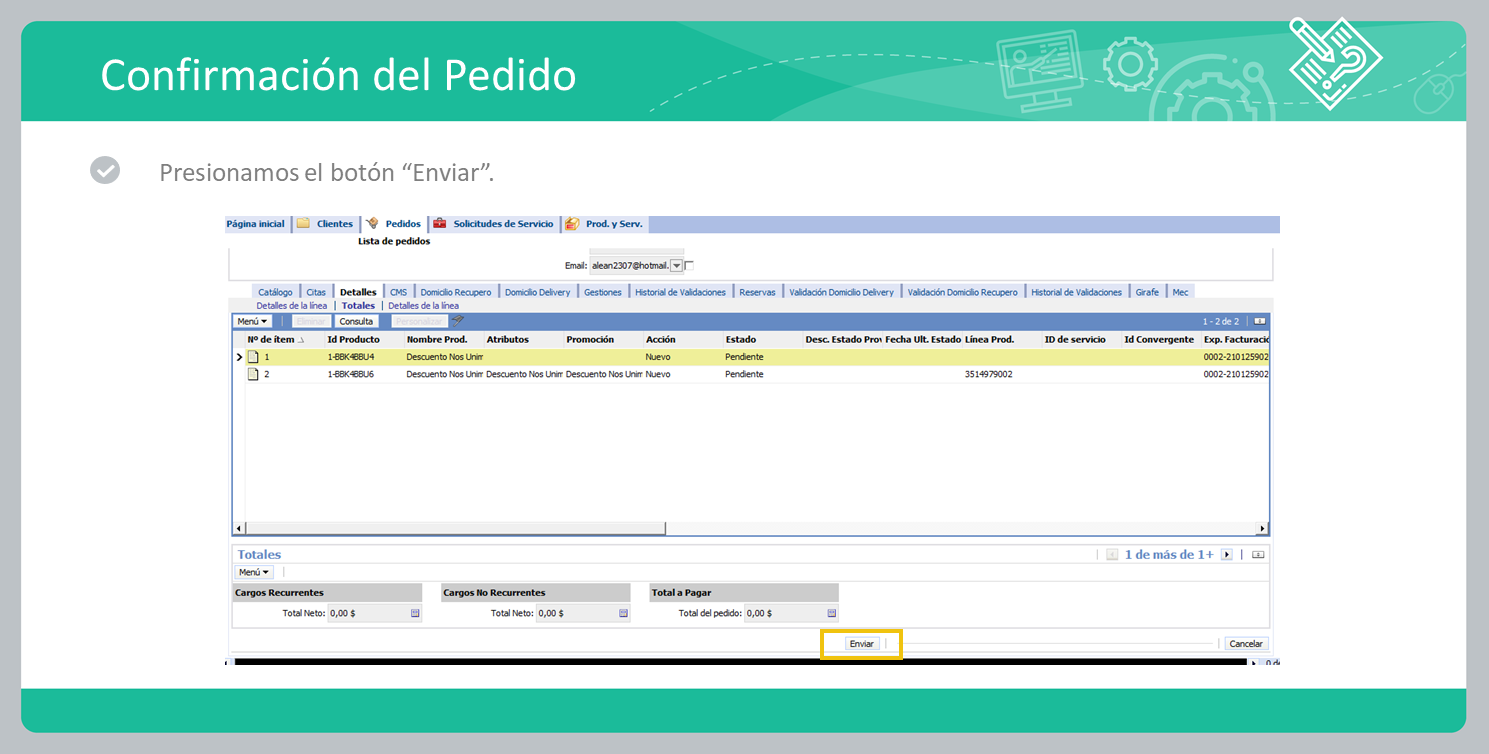 Confirmación del Pedido
Presionamos el botón “Enviar”.
Página inicial Clientes Pedidos Solicitudes de Servicio Prod. y Serv.
Lista de pedidos
Email: alean2307@hotmail.
Catálogo Citas Detalles CMS Domicilio Recupero Domicilio Delivery Gestiones Historial de Validaciones Reservas Validación Domicilio Delivery Validación Domicilio Recupero Historial de Validaciones Girafe Mec
Detalles de la línea Totales Detalles de la línea
Menú Eliminar Consulta Personalizar 1 - 2 de 2
Nº de ítem Id Producto Nombre Prod. Atributos Promoción Acción Estado Desc. Estado Prov Fecha Ult. Estado Línea Prod. ID de servicio Id Convergente Exp. Facturació
1 1-BBK4BBU4 Descuento Nos Unim Nuevo Pendiente 0002-210125902
2 1-BBK4BBU6 Descuento Nos Unim Descuento Nos Unim Descuento Nos Unim Nuevo Pendiente 3514979002 0002-210125902
Totales 1 de más de 1+
Menú
Cargos Recurrentes Cargos No Recurrentes Total a Pagar
Total Neto: 0,00 $ Total Neto: 0,00 $ Total del pedido: 0,00 $
Enviar Cancelar